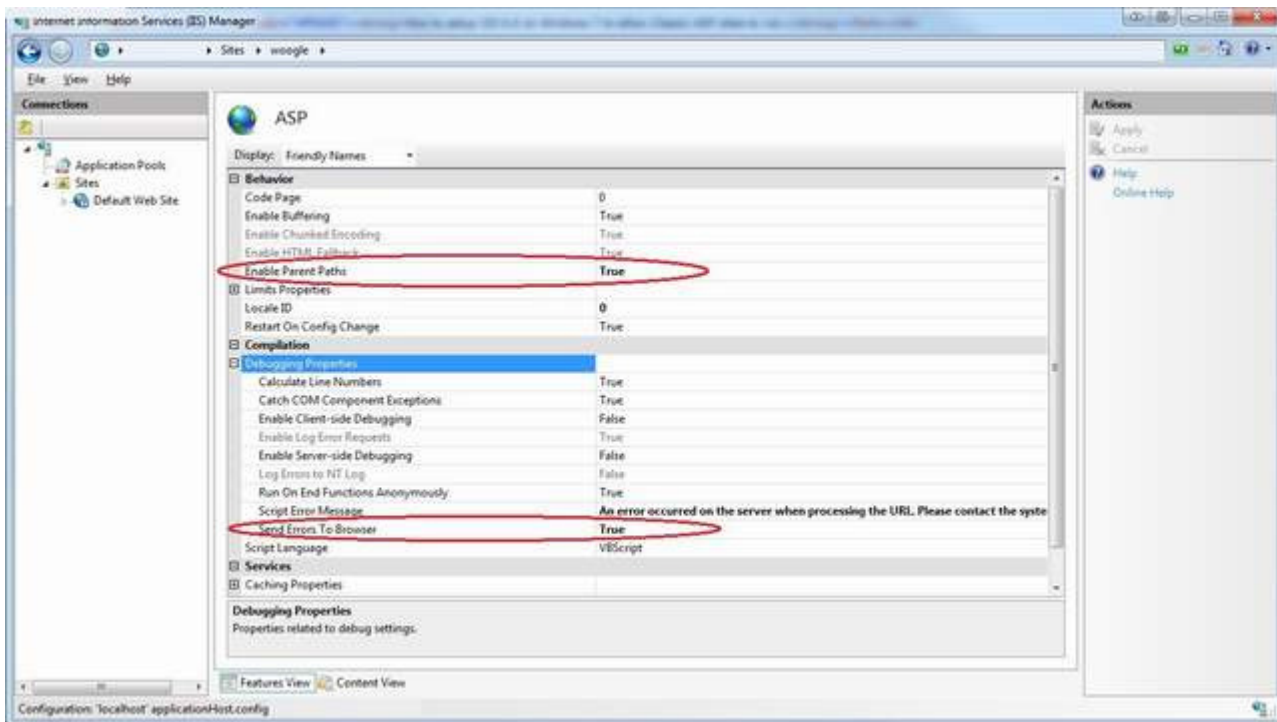 Internet Information Services (IIS) Manager
Sites woogle
File View Help
Connections
Application Pools
Sites
Default Web Site
ASP
Display: Friendly Names
Behavior
Code Page 0
Enable Buffering True
Enable Chunked Encoding True
Enable HTML Fallback True
Enable Parent Paths True
Limits Properties
Locale ID 0
Restart On Config Change True
Compilation
Debugging Properties
Calculate Line Numbers True
Catch COM Component Exceptions True
Enable Client-side Debugging False
Enable Log Error Requests True
Enable Server-side Debugging False
Log Errors to NT Log False
Run On End Functions Anonymously True
Script Error Message An error occurred on the server when processing the URL. Please contact the syste
Send Errors To Browser True
Script Language VBScript
Services
Caching Properties
Debugging Properties
Properties related to debug settings.
Features View Content View
Actions
Apply
Cancel
Help
Online Help
Configuration: 'localhost' applicationHost.config